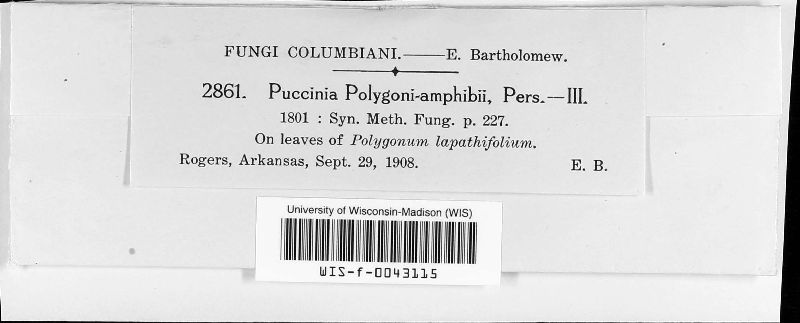 FUNGI COLUMBIANI.——E. Bartholomew.
2861. Puccinia Polygoni-amphibii, Pers.—III.
1801 : Syn. Meth. Fung. p. 227.
On leaves of Polygonum lapathifolium.
Rogers, Arkansas, Sept. 29, 1908. E. B.
University of Wisconsin-Madison (WIS)
WIS-f-0043115